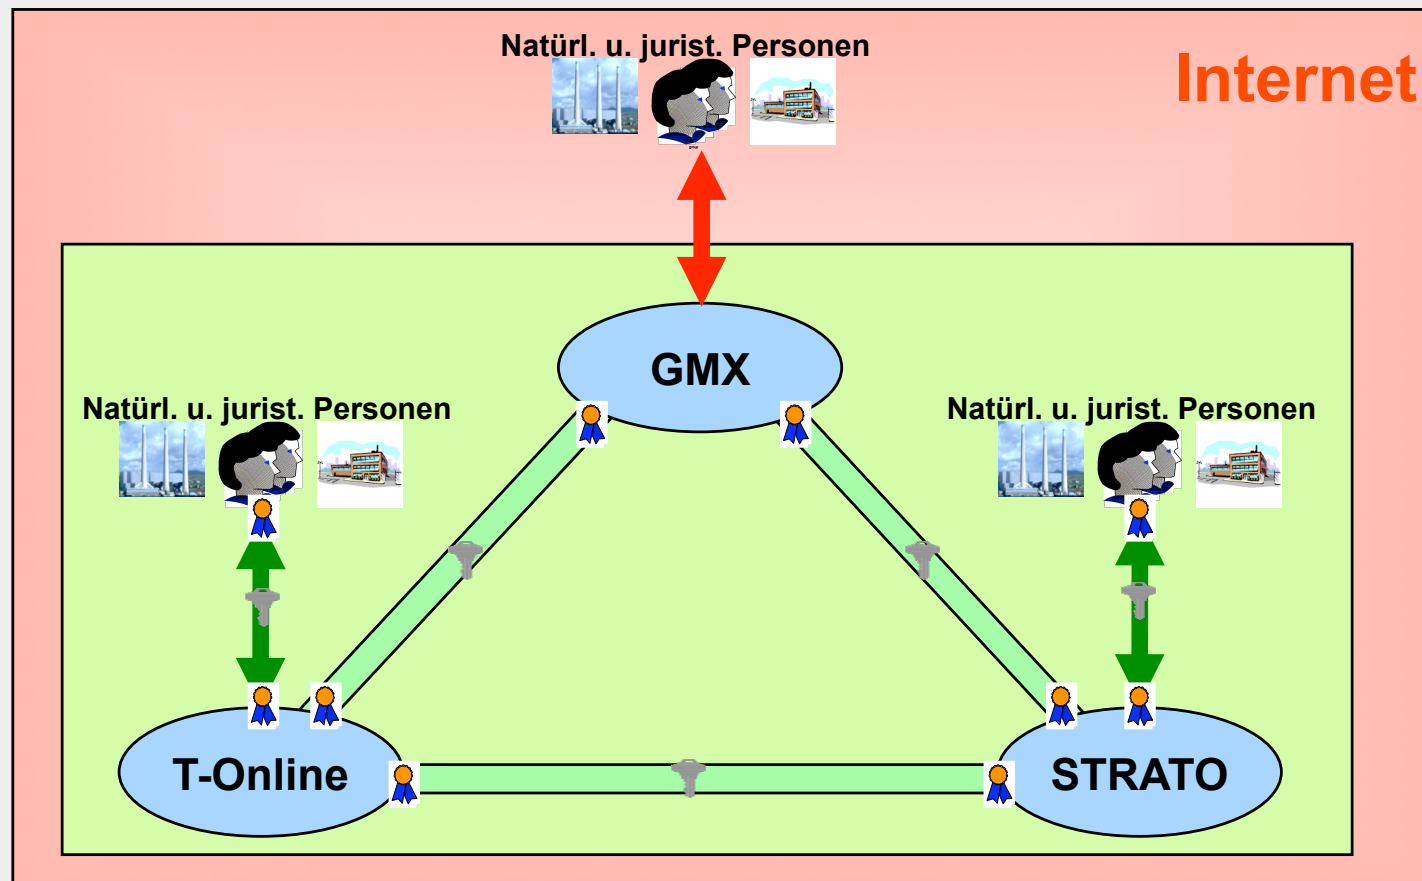 Natürl. u. jurist. Personen
Internet
GMX
Natürl. u. jurist. Personen
Natürl. u. jurist. Personen
T-Online
STRATO